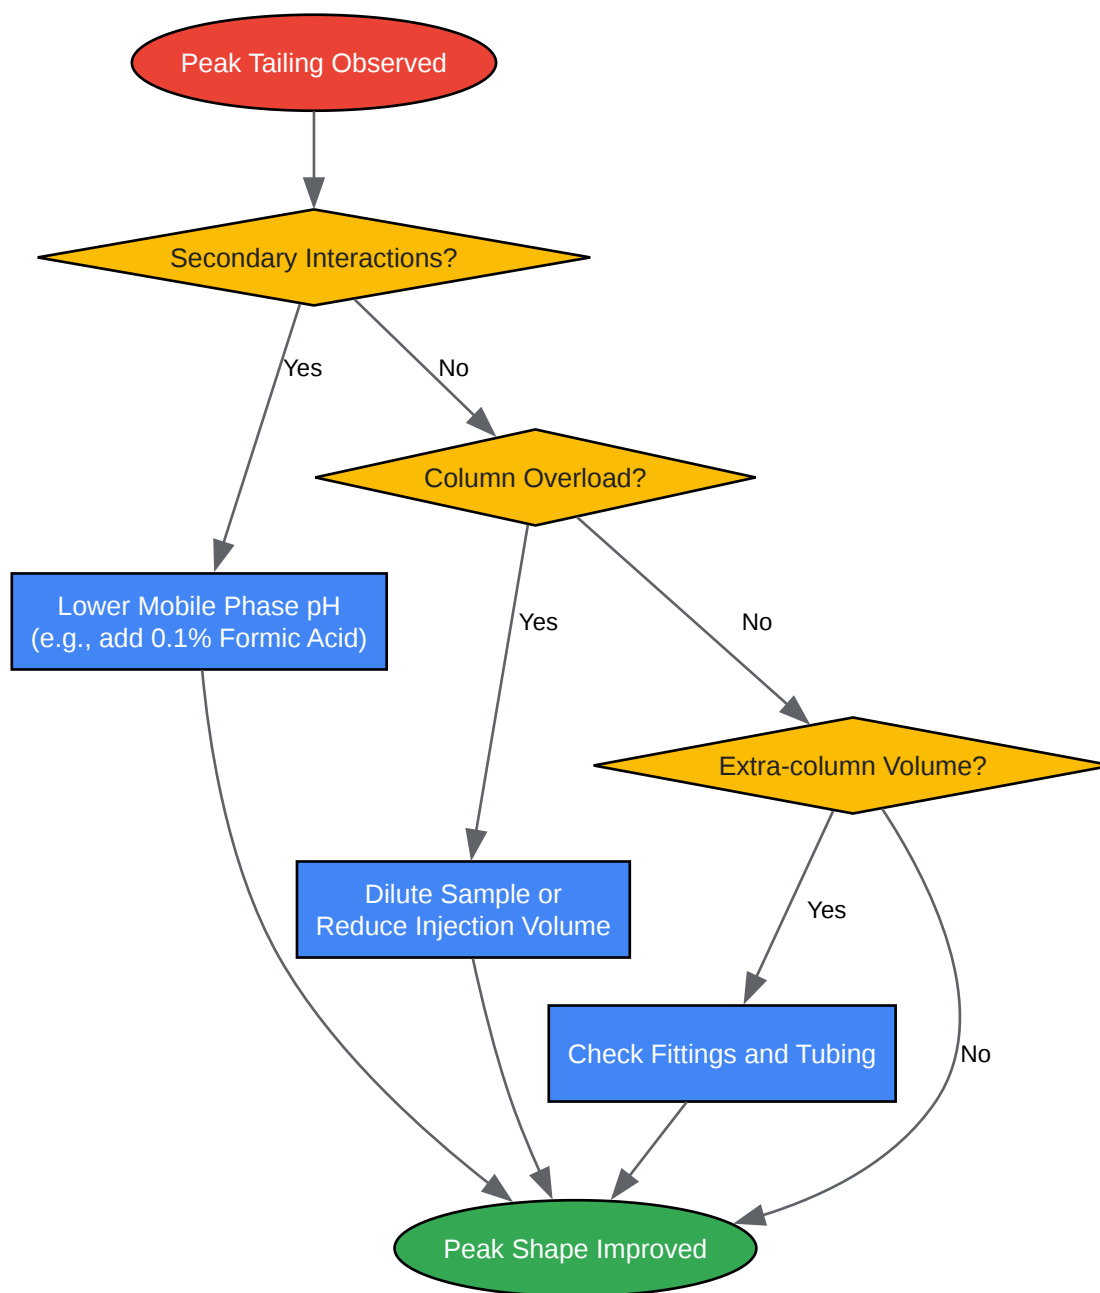 Peak Tailing Observed
Secondary Interactions?
Yes
No
Column Overload?
Lower Mobile Phase pH
(e.g., add 0.1% Formic Acid)
Yes
No
Extra-column Volume?
Dilute Sample or
Reduce Injection Volume
Yes
Check Fittings and Tubing
No
Peak Shape Improved